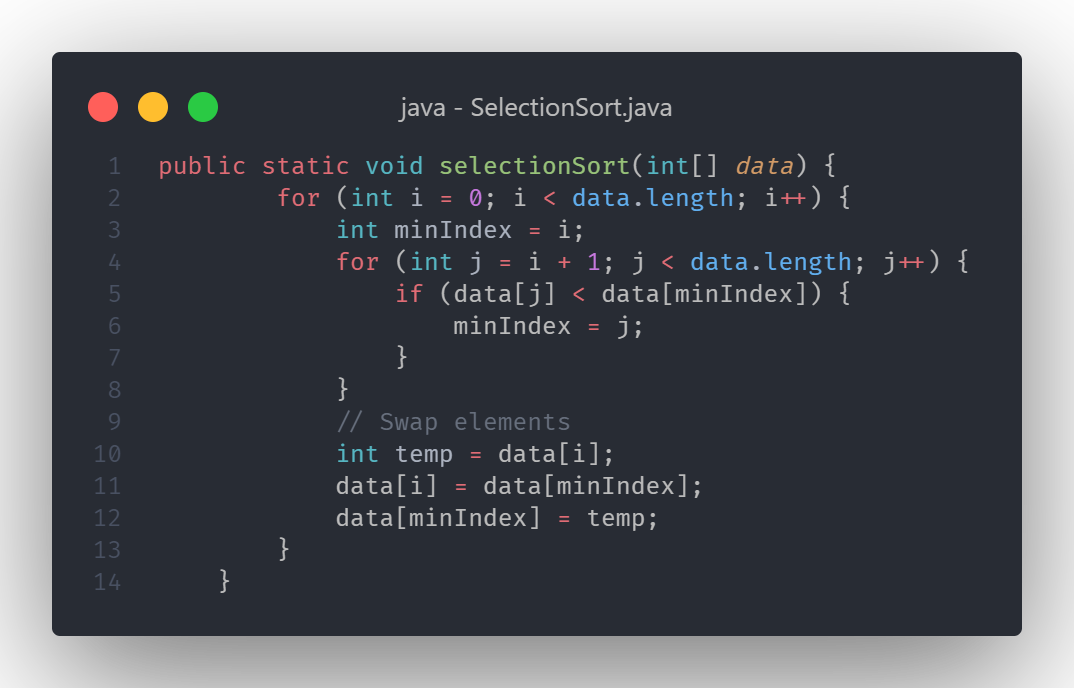 java - SelectionSort.java
1 public static void selectionSort(int[] data) {
2         for (int i = 0; i < data.length; i++) {
3             int minIndex = i;
4             for (int j = i + 1; j < data.length; j++) {
5                 if (data[j] < data[minIndex]) {
6                     minIndex = j;
7                 }
8             }
9             // Swap elements
10             int temp = data[i];
11             data[i] = data[minIndex];
12             data[minIndex] = temp;
13         }
14     }